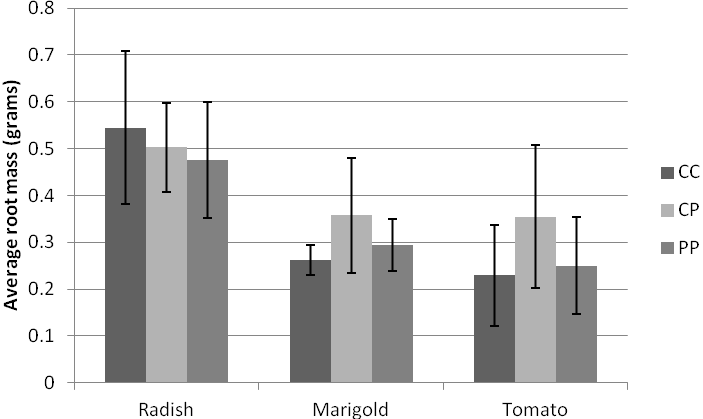 0.8
0.7
0.6
0.5
0.4
0.3
0.2
0.1
0
Average root mass (grams)
Radish
Marigold
Tomato
CC
CP
PP